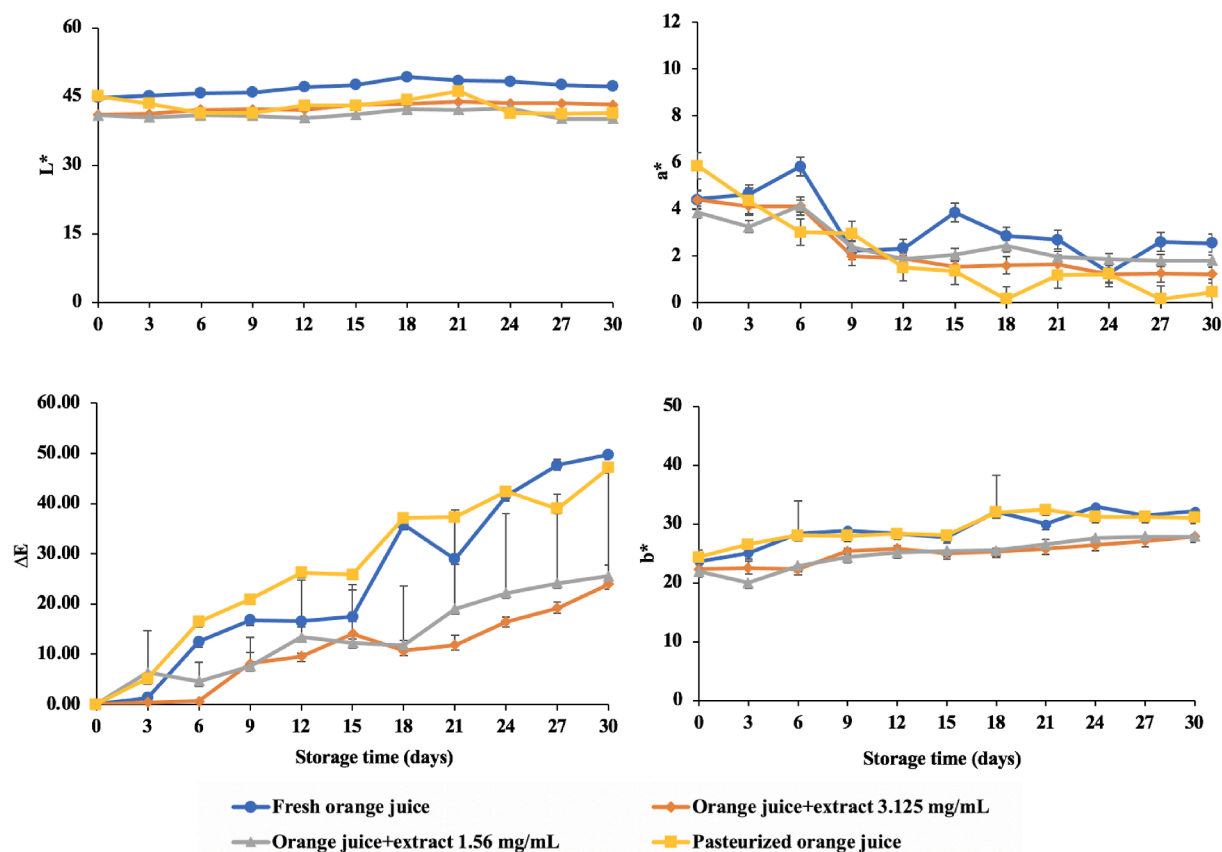 60
45
30
15
0
L*
0 3 6 9 12 15 18 21 24 27 30
12
10
8
6
4
2
0
a*
0 3 6 9 12 15 18 21 24 27 30
60.00
50.00
40.00
30.00
20.00
10.00
0.00
ΔE
0 3 6 9 12 15 18 21 24 27 30
Storage time (days)
50
40
30
20
10
0
b*
0 3 6 9 12 15 18 21 24 27 30
Storage time (days)
Fresh orange juice
Orange juice+extract 3.125 mg/mL
Orange juice+extract 1.56 mg/mL
Pasteurized orange juice